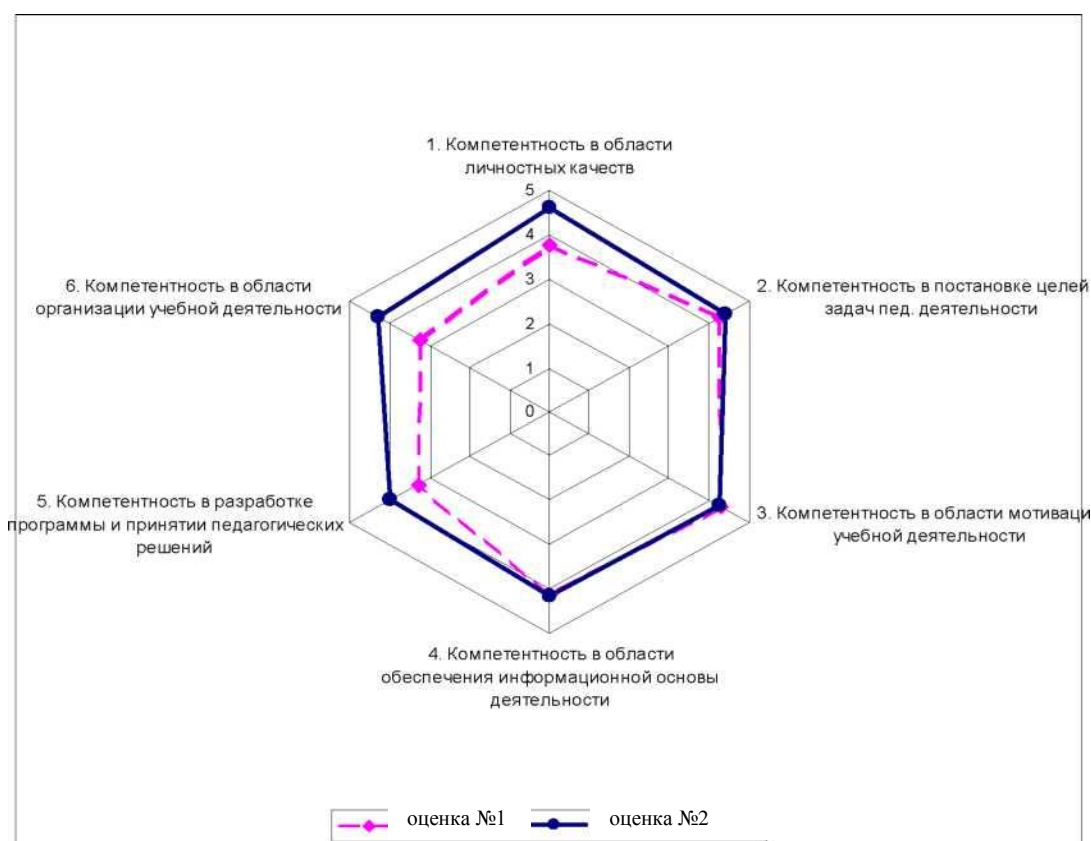 1. Компетентность в области
личностных качеств
5
4
3
2
1
0
6. Компетентность в области
организации учебной деятельности
2. Компетентность в постановке целей
задач пед. деятельности
5. Компетентность в разработке
программы и принятии педагогических
решений
3. Компетентность в области мотиваци
учебной деятельности
4. Компетентность в области
обеспечения информационной основы
деятельности
оценка №1
оценка №2